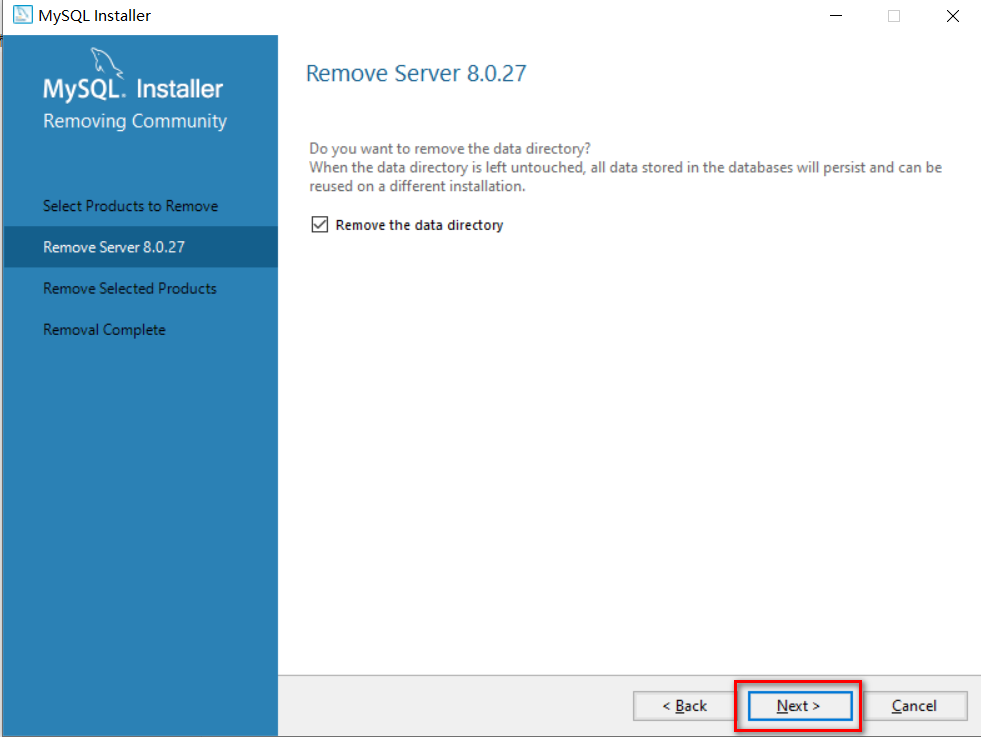 MySQL Installer
MySQL. Installer
Removing Community
Select Products to Remove
Remove Server 8.0.27
Remove Selected Products
Removal Complete
Remove Server 8.0.27
Do you want to remove the data directory?
When the data directory is left untouched, all data stored in the databases will persist and can be
reused on a different installation.
Remove the data directory
< Back
Next >
Cancel